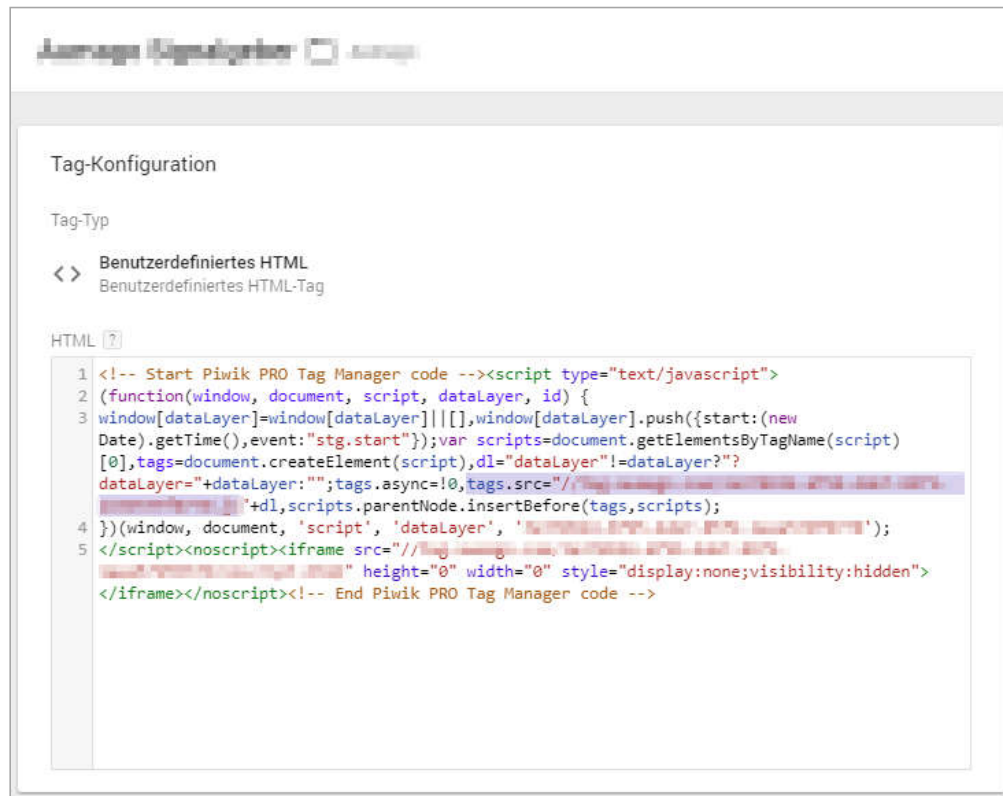 Tag-Konfiguration
Tag-Typ
Benutzerdefiniertes HTML
Benutzerdefiniertes HTML-Tag
HTML ?
1 <!-- Start Piwik PRO Tag Manager code --><script type="text/javascript">
2 (function(window, document, script, dataLayer, id) {
3 window[dataLayer]=window[dataLayer]||[],window[dataLayer].push({start:(new
Date).getTime(),event:"stg.start"});var scripts=document.getElementsByTagName(script)
[0],tags=document.createElement(script),dl="dataLayer"!=dataLayer?"?
dataLayer="+dataLayer:"";tags.async=!0,tags.src="//
"+dl,scripts.parentNode.insertBefore(tags,scripts);
4 })(window, document, 'script', 'dataLayer', '');
5 </script><noscript><iframe src="//
" height="0" width="0" style="display:none;visibility:hidden">
</iframe></noscript><!-- End Piwik PRO Tag Manager code -->